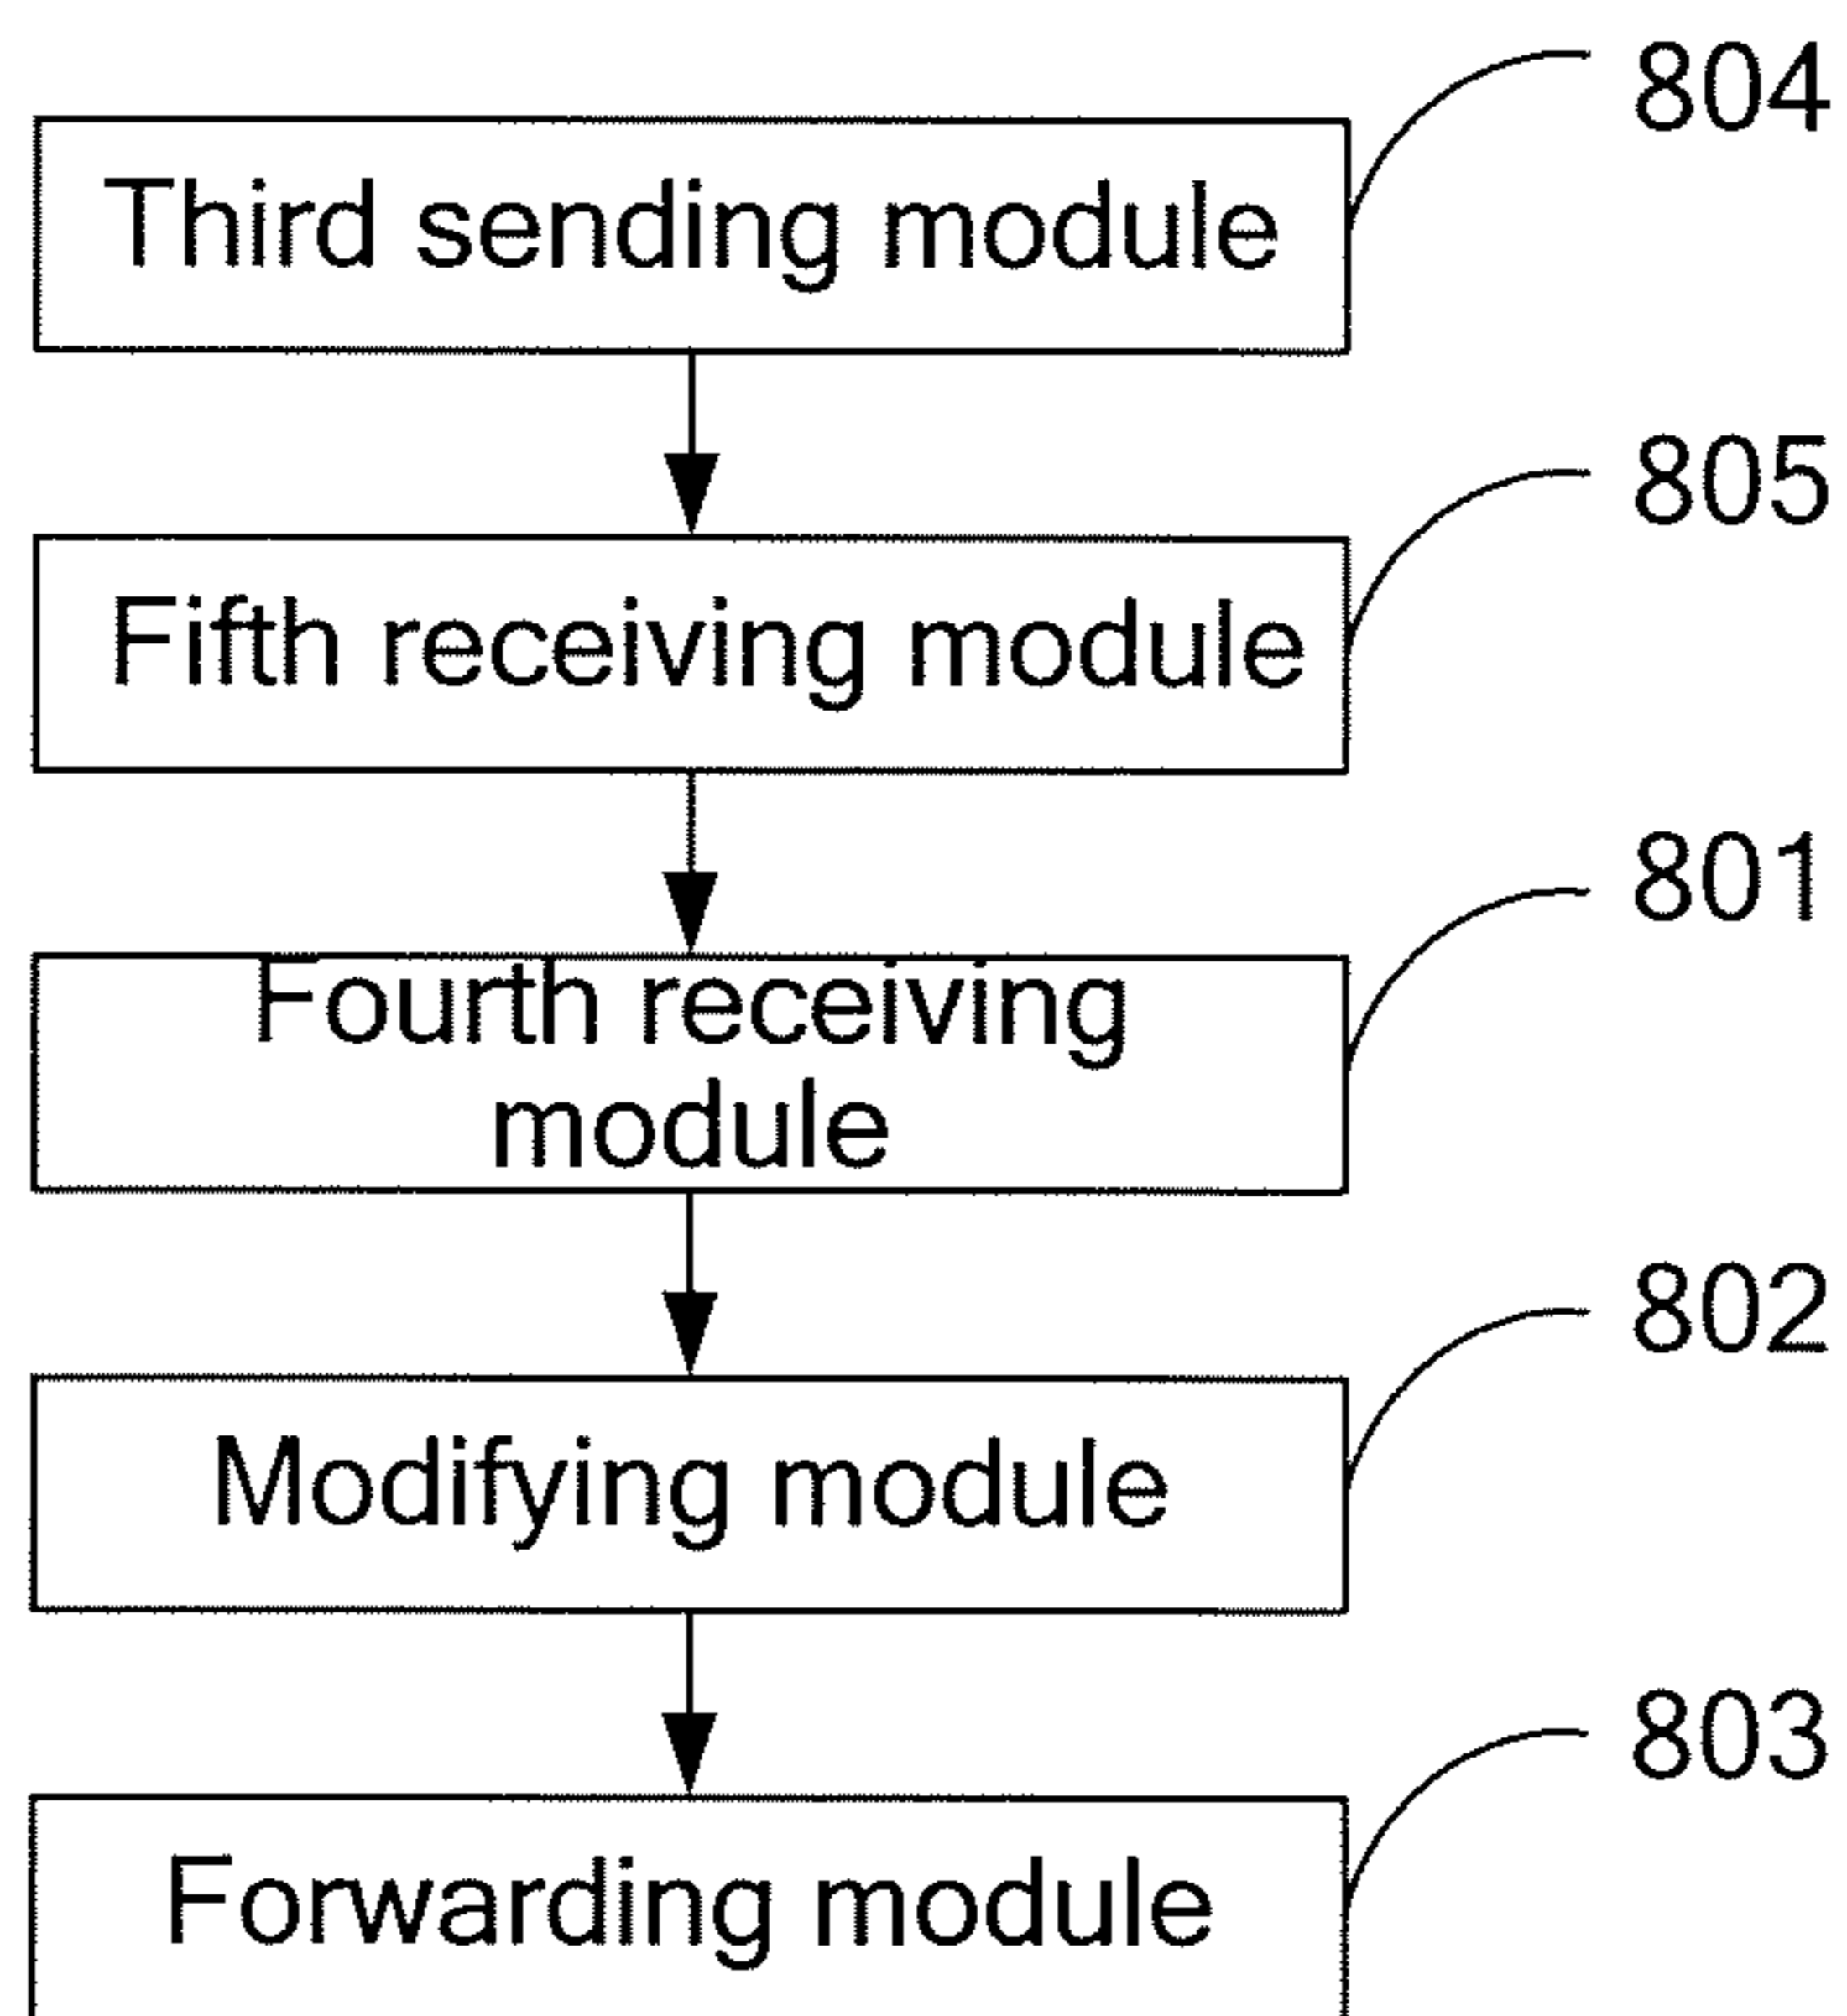 804
Third sending module
805
Fifth receiving module
801
Fourth receiving
module
802
Modifying module
803
Forwarding module